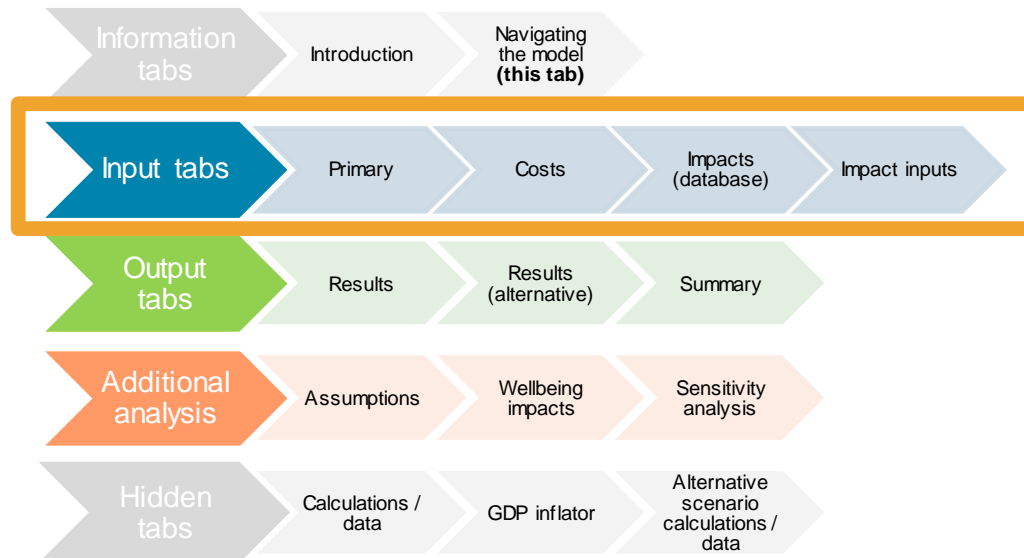 Information
tabs
Introduction
Navigating
the model
(this tab)
Input tabs
Primary
Costs
Impacts
(database)
Impact inputs
Output
tabs
Results
Results
(alternative)
Summary
Additional
analysis
Assumptions
Wellbeing
impacts
Sensitivity
analysis
Hidden
tabs
Calculations /
data
GDP inflator
Alternative
scenario
calculations /
data